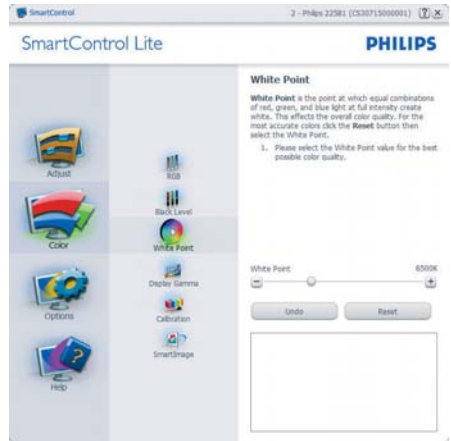 SmartControl
2 - Philips 225B1 (CS30715000001)
SmartControl Lite
PHILIPS
Adjust
Color
Options
Help
RGB
Black Level
White Point
Display Gamma
Calibration
SmartImage
White Point
White Point is the point at which equal combinations
of red, green, and blue light at full intensity create
white. This effects the overall color quality. For the
most accurate colors click the Reset button then
select the White Point.
1. Please select the White Point value for the best
possible color quality.
White Point
6500K
Undo
Reset